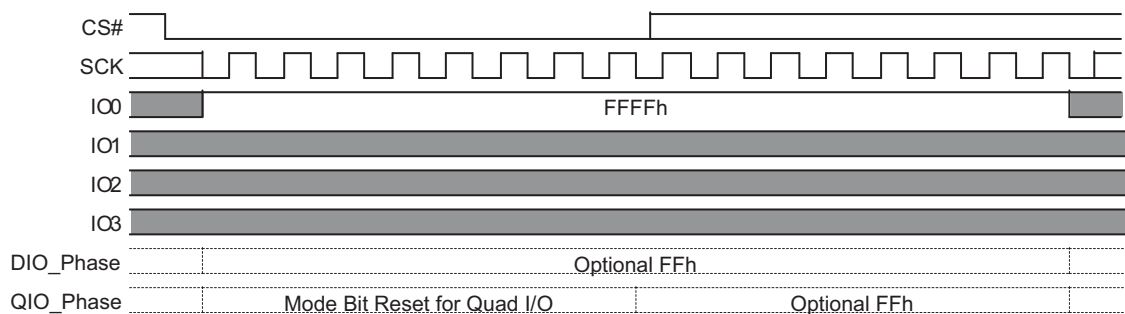 CS#
SCK
IO0
FFFFh
IO1
IO2
IO3
DIO_Phase
Optional FFh
QIO_Phase
Mode Bit Reset for Quad I/O
Optional FFh